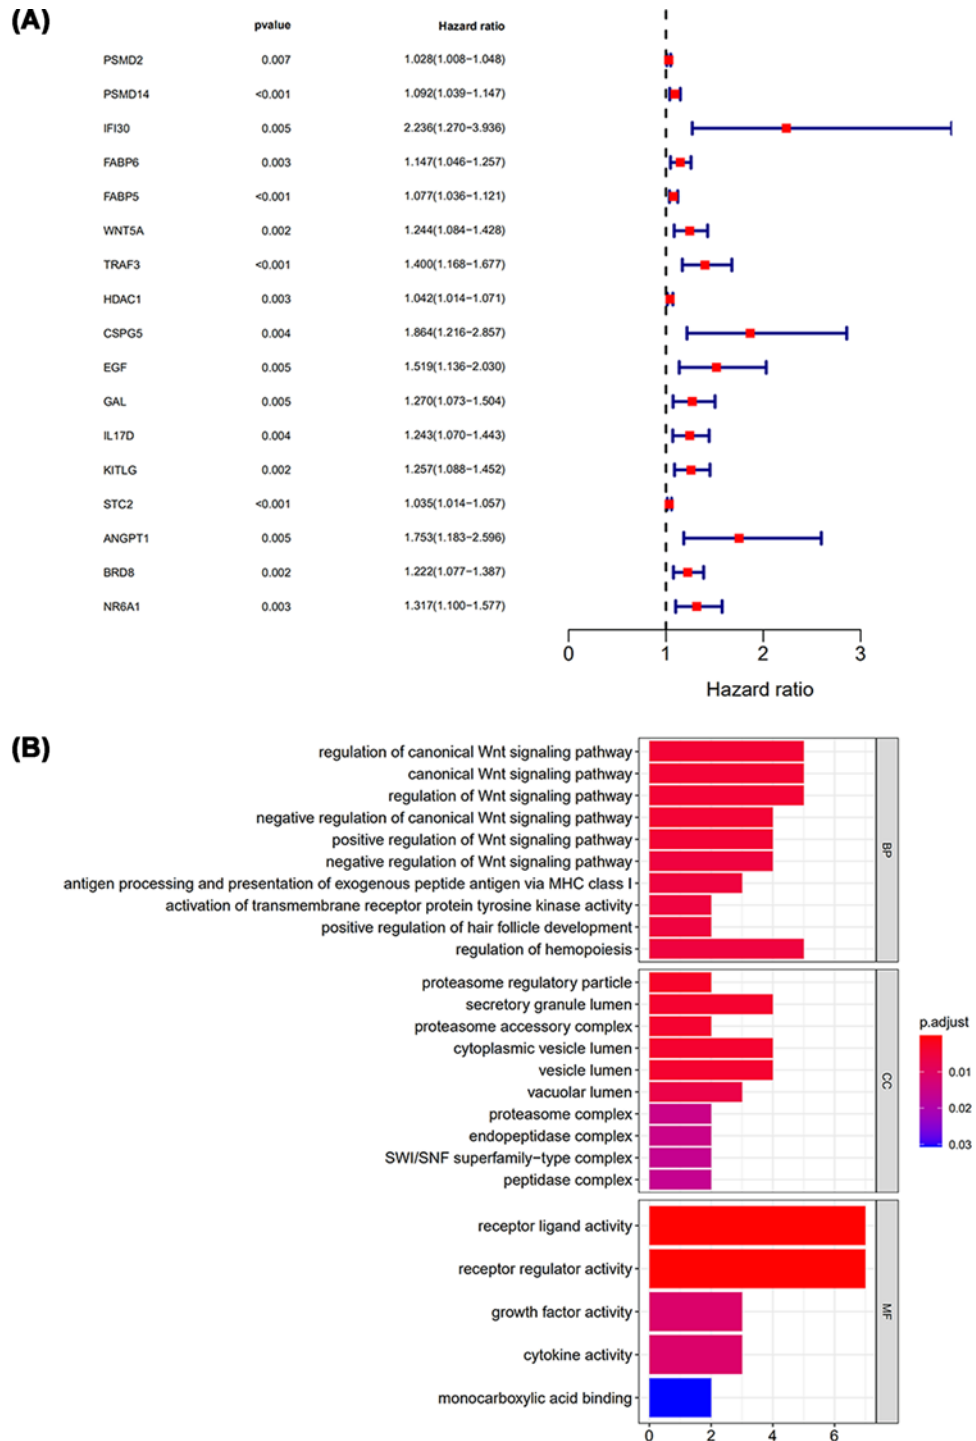 (A)
pvalue Hazard ratio
PSMD2 0.007 1.028(1.008−1.048)
PSMD14 <0.001 1.092(1.039−1.147)
IFI30 0.005 2.236(1.270−3.936)
FABP6 0.003 1.147(1.046−1.257)
FABP5 <0.001 1.077(1.036−1.121)
WNT5A 0.002 1.244(1.084−1.428)
TRAF3 <0.001 1.400(1.168−1.677)
HDAC1 0.003 1.042(1.014−1.071)
CSPG5 0.004 1.864(1.216−2.857)
EGF 0.005 1.519(1.136−2.030)
GAL 0.005 1.270(1.073−1.504)
IL17D 0.004 1.243(1.070−1.443)
KITLG 0.002 1.257(1.088−1.452)
STC2 <0.001 1.035(1.014−1.057)
ANGPT1 0.005 1.753(1.183−2.596)
BRD8 0.002 1.222(1.077−1.387)
NR6A1 0.003 1.317(1.100−1.577)
0 1 2 3
Hazard ratio
(B)
regulation of canonical Wnt signaling pathway
canonical Wnt signaling pathway
regulation of Wnt signaling pathway
negative regulation of canonical Wnt signaling pathway
positive regulation of Wnt signaling pathway
negative regulation of Wnt signaling pathway
antigen processing and presentation of exogenous peptide antigen via MHC class I
activation of transmembrane receptor protein tyrosine kinase activity
positive regulation of hair follicle development
regulation of hemopoiesis
BP
proteasome regulatory particle
secretory granule lumen
proteasome accessory complex
cytoplasmic vesicle lumen
vesicle lumen
vacuolar lumen
proteasome complex
endopeptidase complex
SWI/SNF superfamily−type complex
peptidase complex
CC
receptor ligand activity
receptor regulator activity
growth factor activity
cytokine activity
monocarboxylic acid binding
MF
0 2 4 6
p.adjust
0.01
0.02
0.03